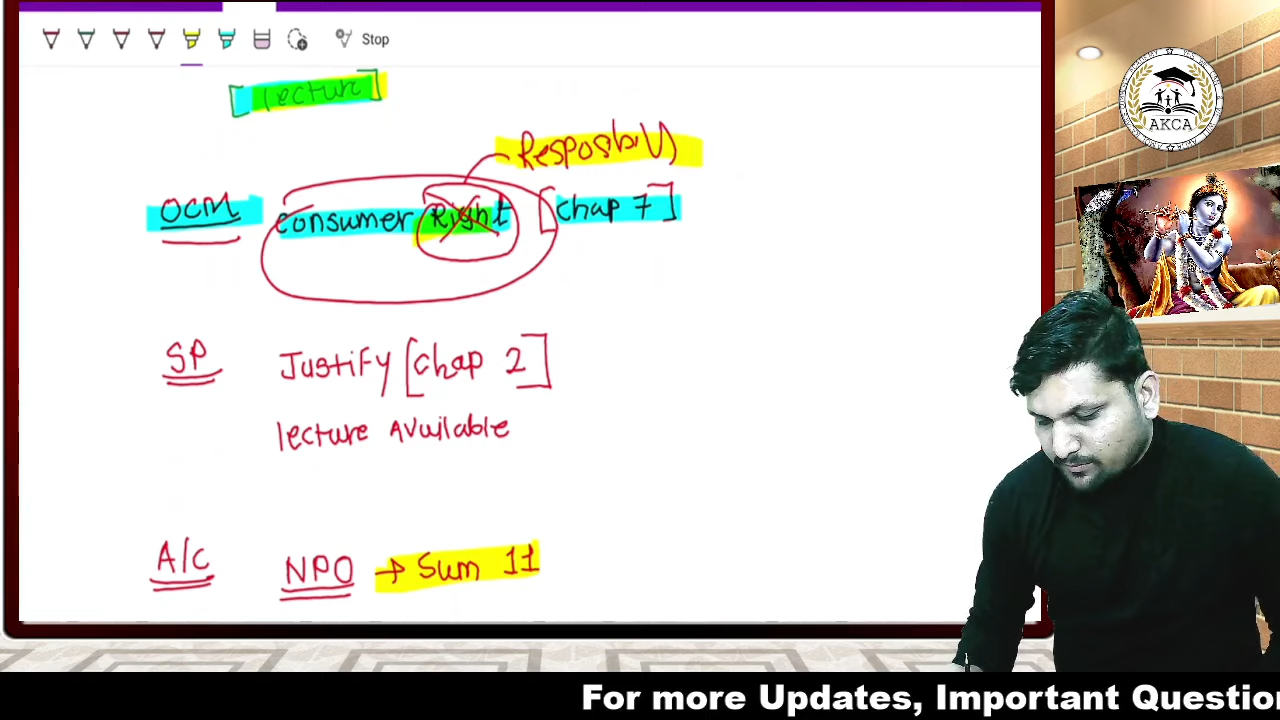 Stop
[lecture]
Resposibil
OCM consumer Right [chap 7]
AKCA
SP Justify [chap 2]
lecture Available
A/C NPO → Sum 11
For more Updates, Important Questio